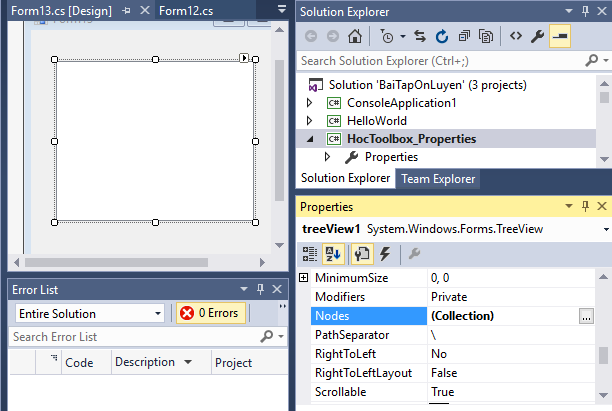 Form13.cs [Design]
Form12.cs
Error List
Entire Solution
0 Errors
Search Error List
Code
Description
Project
Solution Explorer
Search Solution Explorer (Ctrl+;)
Solution 'BaiTapOnLuyen' (3 projects)
C# ConsoleApplication1
C# HelloWorld
C# HocToolbox_Properties
Properties
Solution Explorer
Team Explorer
Properties
treeView1 System.Windows.Forms.TreeView
MinimumSize 0, 0
Modifiers Private
Nodes (Collection) ...
PathSeparator \
RightToLeft No
RightToLeftLayout False
Scrollable True